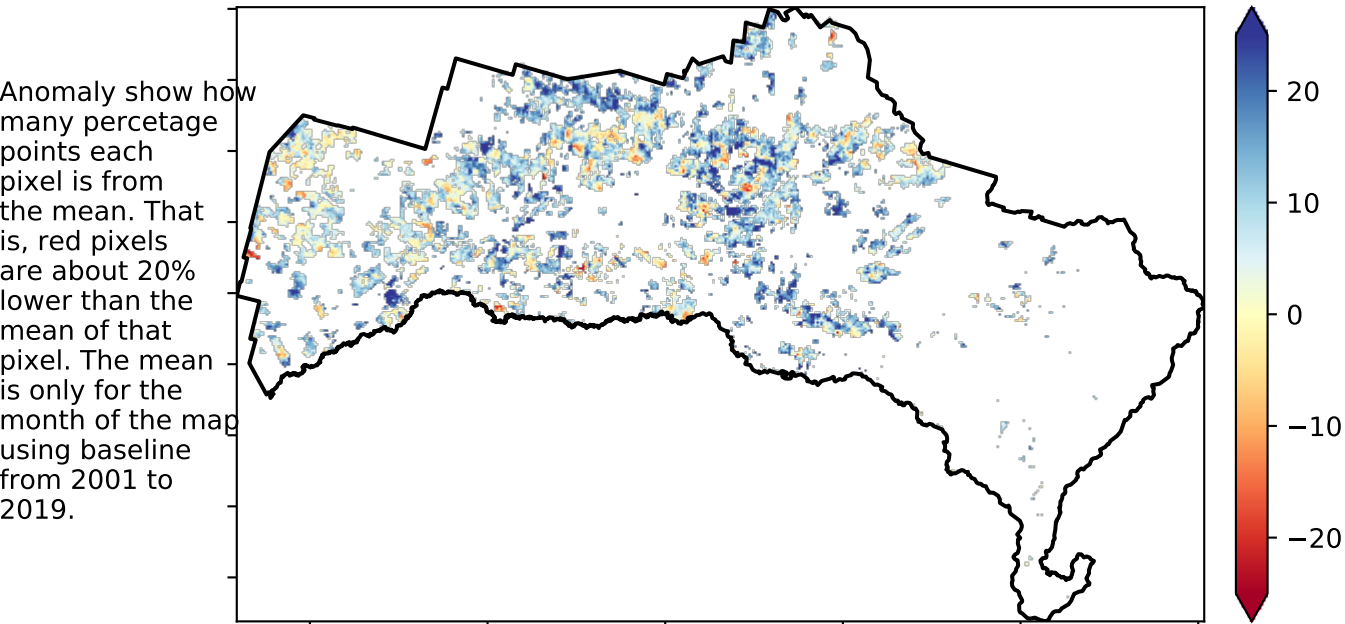 Anomaly show how
many percetage
points each
pixel is from
the mean. That
is, red pixels
are about 20%
lower than the
mean of that
pixel. The mean
is only for the
month of the map
using baseline
from 2001 to
2019.
20
10
0
−10
−20